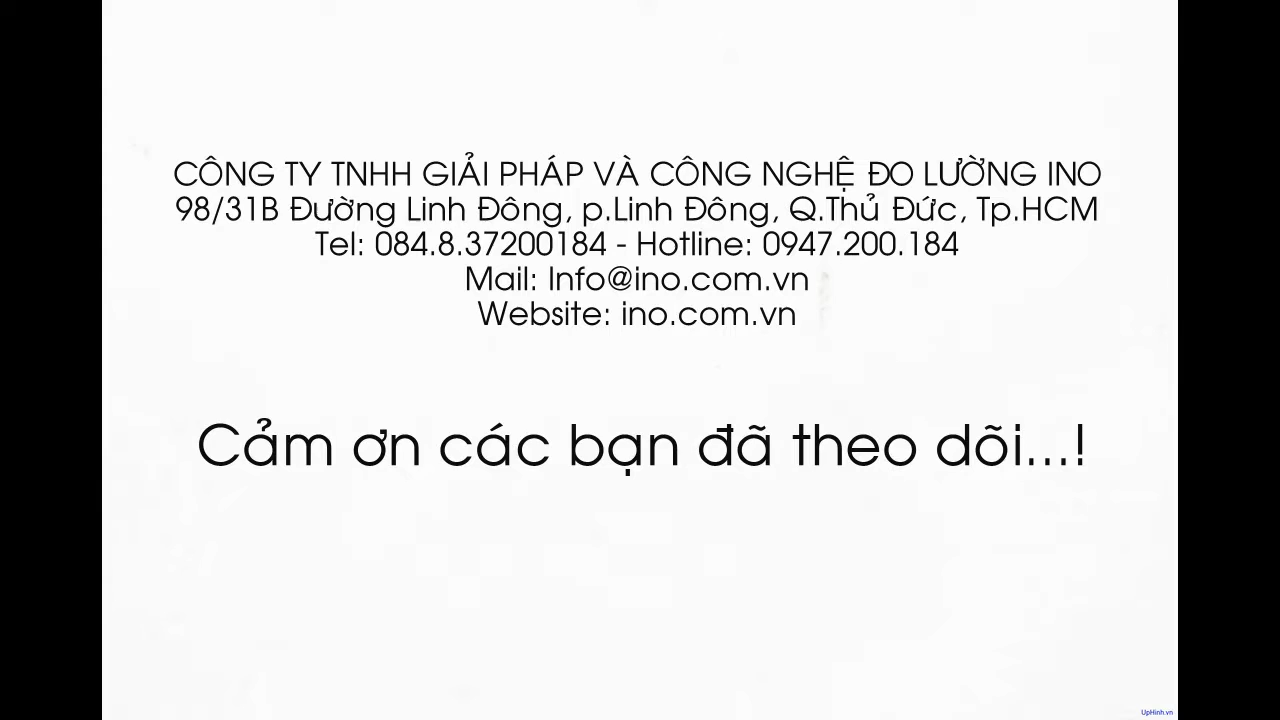 CÔNG TY TNHH GIẢI PHÁP VÀ CÔNG NGHỆ ĐO LƯỜNG INO
98/31B Đường Linh Đông, p.Linh Đông, Q.Thủ Đức, Tp.HCM
Tel: 084.8.37200184 - Hotline: 0947.200.184
Mail: Info@ino.com.vn
Website: ino.com.vn
Cảm ơn các bạn đã theo dõi...!
UpHinh.vn